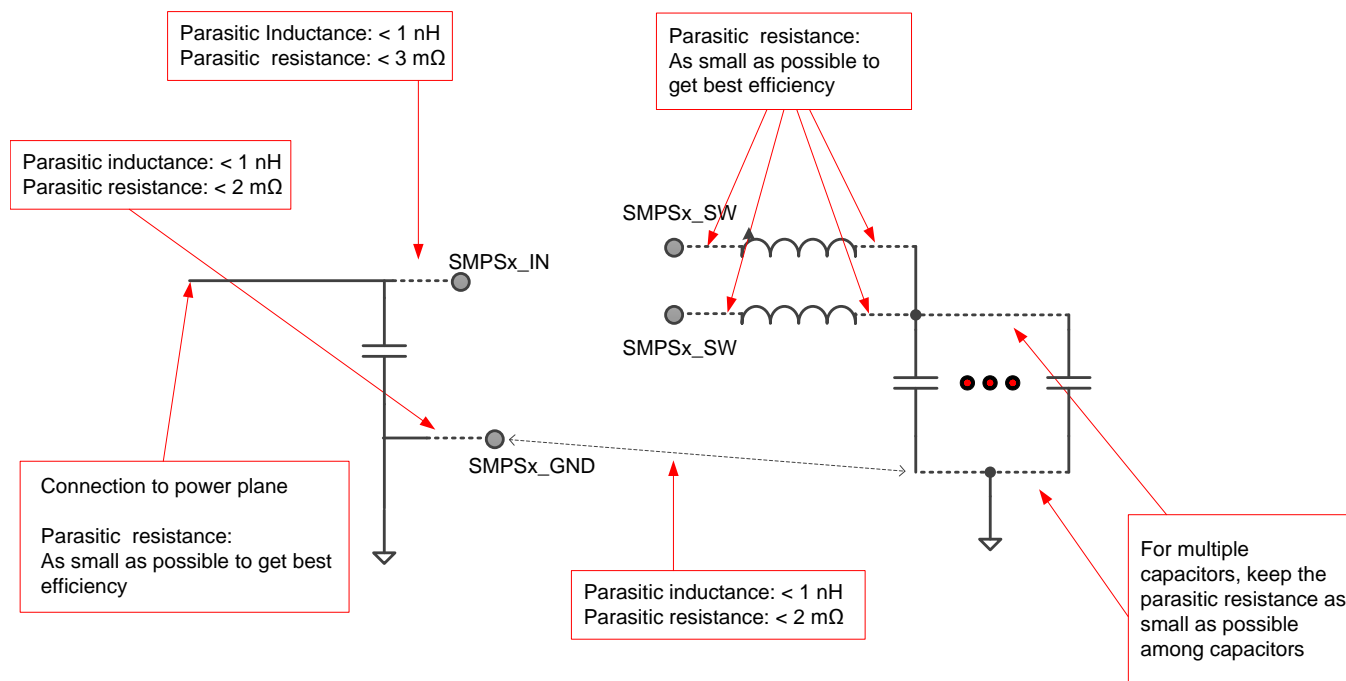 Parasitic Inductance: < 1 nH
Parasitic resistance: < 3 mΩ
Parasitic resistance:
As small as possible to
get best efficiency
Parasitic inductance: < 1 nH
Parasitic resistance: < 2 mΩ
SMPSx_SW
SMPSx_IN
SMPSx_SW
SMPSx_GND
Connection to power plane
Parasitic resistance:
As small as possible to get best
efficiency
Parasitic inductance: < 1 nH
Parasitic resistance: < 2 mΩ
For multiple
capacitors, keep the
parasitic resistance as
small as possible
among capacitors